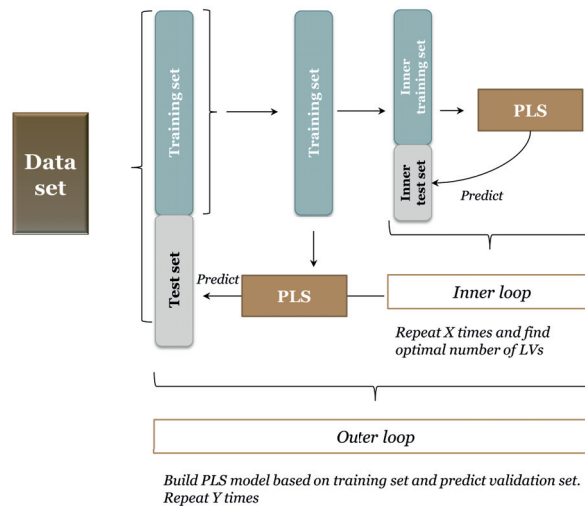 Data
set
Training set
Test set
Training set
Inner
training set
Inner
test set
PLS
Predict
Predict
PLS
Inner loop
Repeat X times and find
optimal number of LVs
Outer loop
Build PLS model based on training set and predict validation set.
Repeat Y times